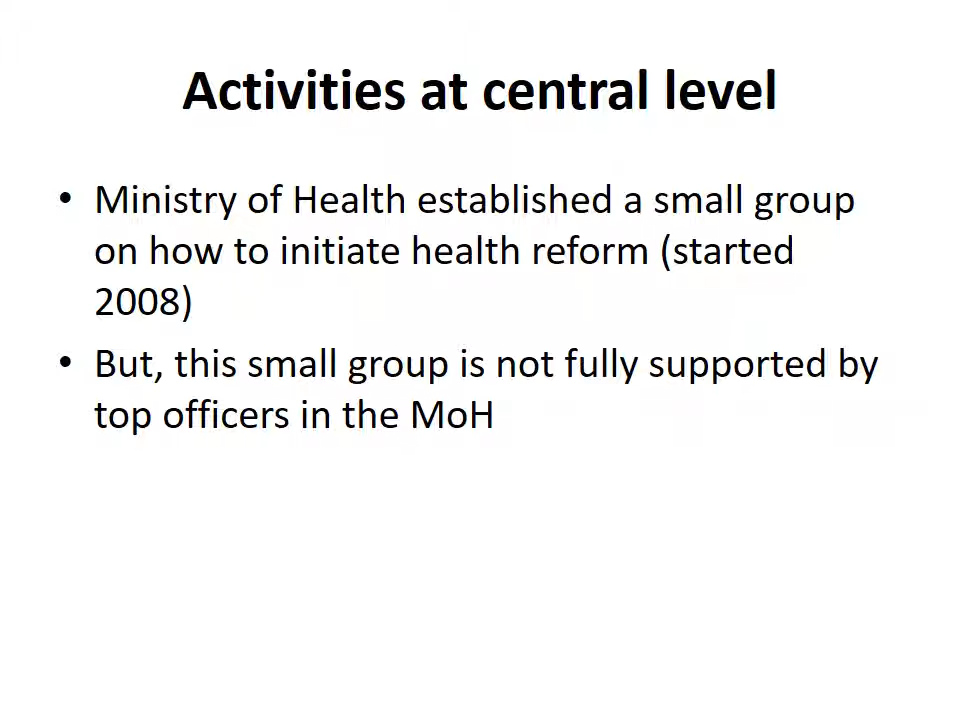 Activities at central level
• Ministry of Health established a small group
on how to initiate health reform (started
2008)
• But, this small group is not fully supported by
top officers in the MoH